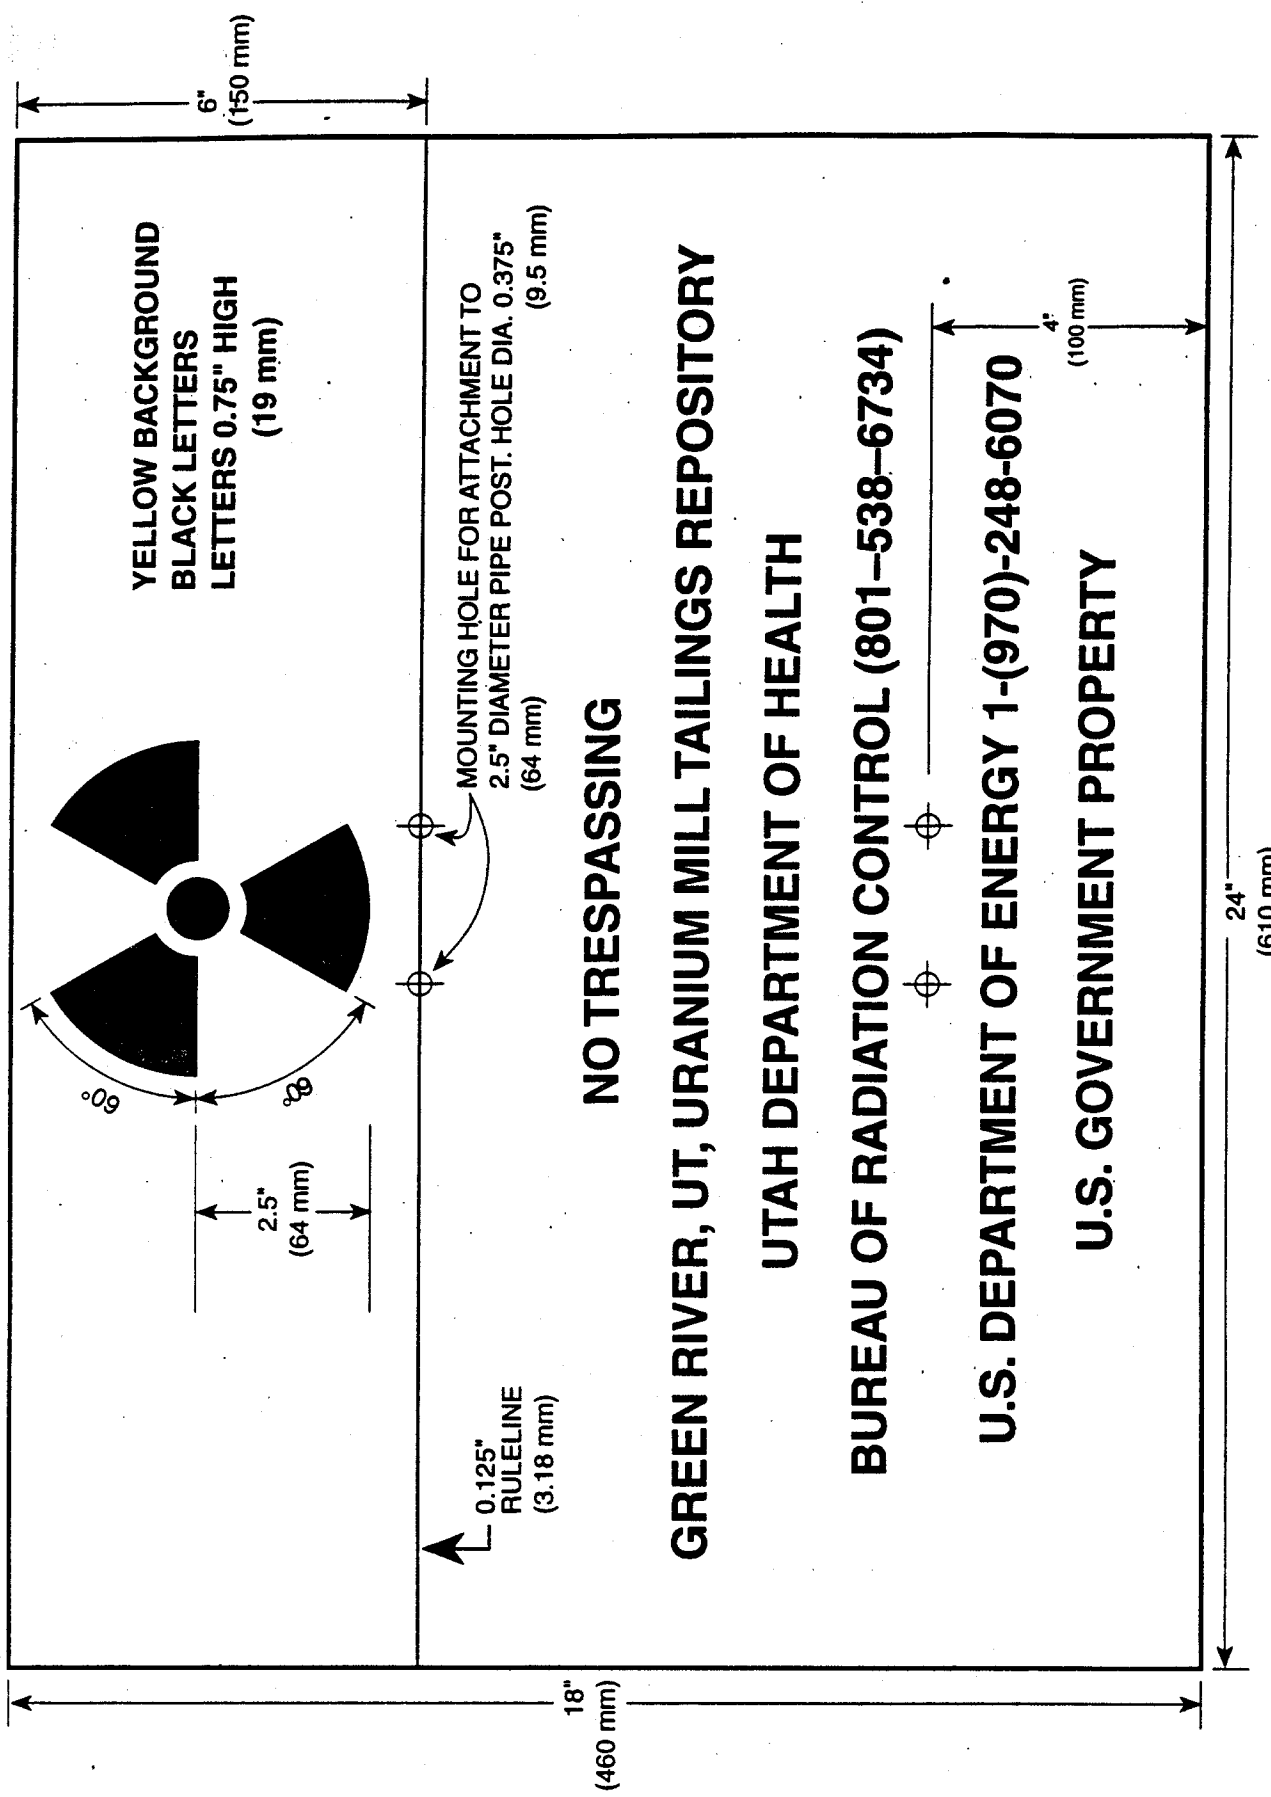 6"
(150 mm)
YELLOW BACKGROUND
BLACK LETTERS
LETTERS 0.75" HIGH
(19 mm)
60°
60°
2.5"
(64 mm)
MOUNTING HOLE FOR ATTACHMENT TO
2.5" DIAMETER PIPE POST. HOLE DIA. 0.375"
(64 mm)
(9.5 mm)
0.125"
RULELINE
(3.18 mm)
18"
(460 mm)
NO TRESPASSING
GREEN RIVER, UT, URANIUM MILL TAILINGS REPOSITORY
UTAH DEPARTMENT OF HEALTH
BUREAU OF RADIATION CONTROL (801–538–6734)
U.S. DEPARTMENT OF ENERGY 1-(970)-248-6070
U.S. GOVERNMENT PROPERTY
4"
(100 mm)
24"
(610 mm)